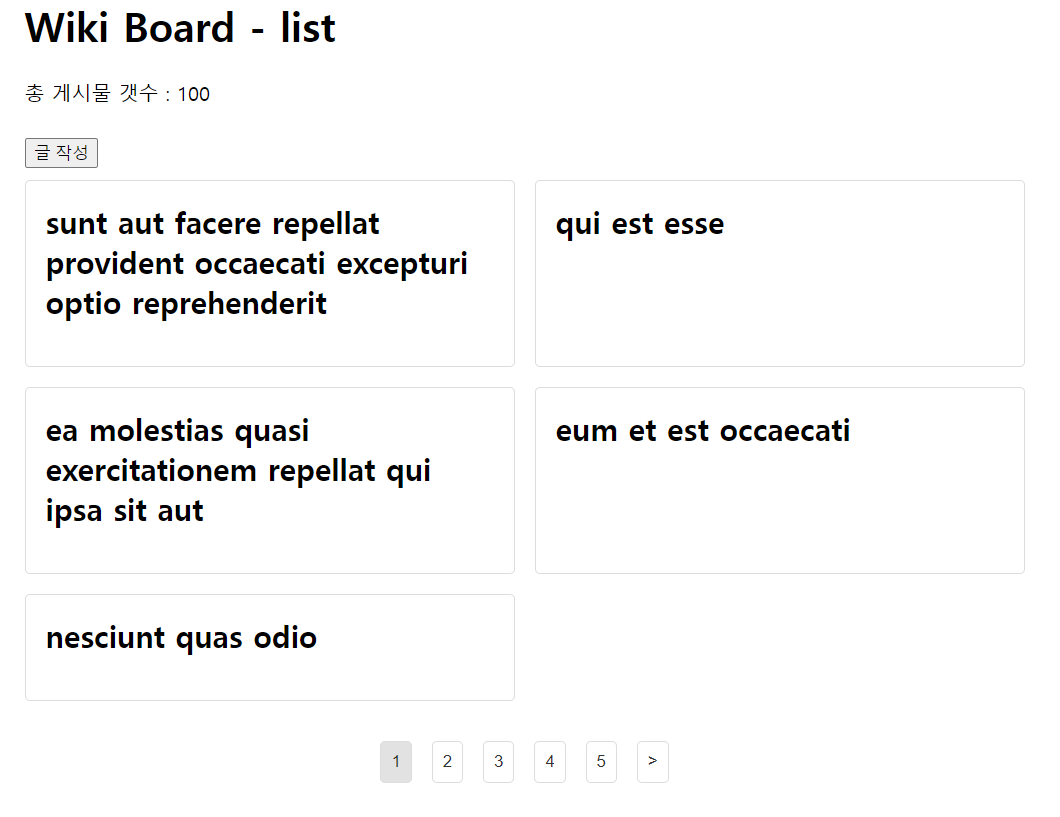 Wiki Board - list
총 게시물 갯수 : 100
글 작성
sunt aut facere repellat
provident occaecati excepturi
optio reprehenderit
qui est esse
ea molestias quasi
exercitationem repellat qui
ipsa sit aut
eum et est occaecati
nesciunt quas odio
1 2 3 4 5 >